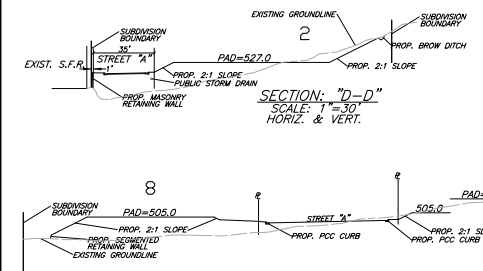 SUBDIVISION
BOUNDARY
35'
STREET "A"
EXIST. S.F.R.
1'
PROP. 2:1 SLOPE
PUBLIC STORM DRAIN
PROP. MASONRY
RETAINING WALL
EXISTING GROUNDLINE
2
PAD=527.0
SUBDIVISION
BOUNDARY
PROP. BROW DITCH
PROP. 2:1 SLOPE
SECTION: "D-D"
SCALE: 1"=30'
HORIZ. & VERT.
8
SUBDIVISION
BOUNDARY
PAD=505.0
PROP. 2:1 SLOPE
PROP. SEGMENTED
RETAINING WALL
EXISTING GROUNDLINE
STREET "A"
PROP. PCC CURB
PAD=
505.0
PROP. 2:1 SL
PROP. PCC CURB